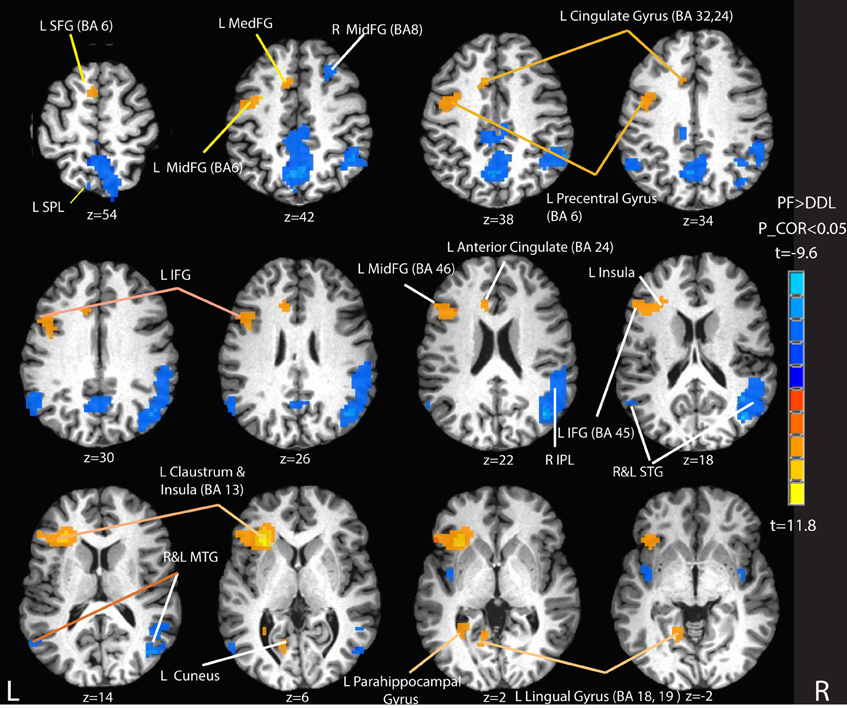 L SFG (BA 6)
L MedFG
R MidFG (BA8)
L Cingulate Gyrus (BA 32,24)
L MidFG (BA6)
L SPL
L Precentral Gyrus
(BA 6)
z=54
z=42
z=38
z=34
PF>DDL
P_COR<0.05
t=-9.6
L IFG
L MidFG (BA 46)
L Anterior Cingulate (BA 24)
L Insula
L IFG (BA 45)
R IPL
R&L STG
z=30
z=26
z=22
z=18
L Claustrum &
Insula (BA 13)
t=11.8
R&L MTG
L Cuneus
L Parahippocampal
Gyrus
L Lingual Gyrus (BA 18, 19)
L
z=14
z=6
z=2
z=-2
R